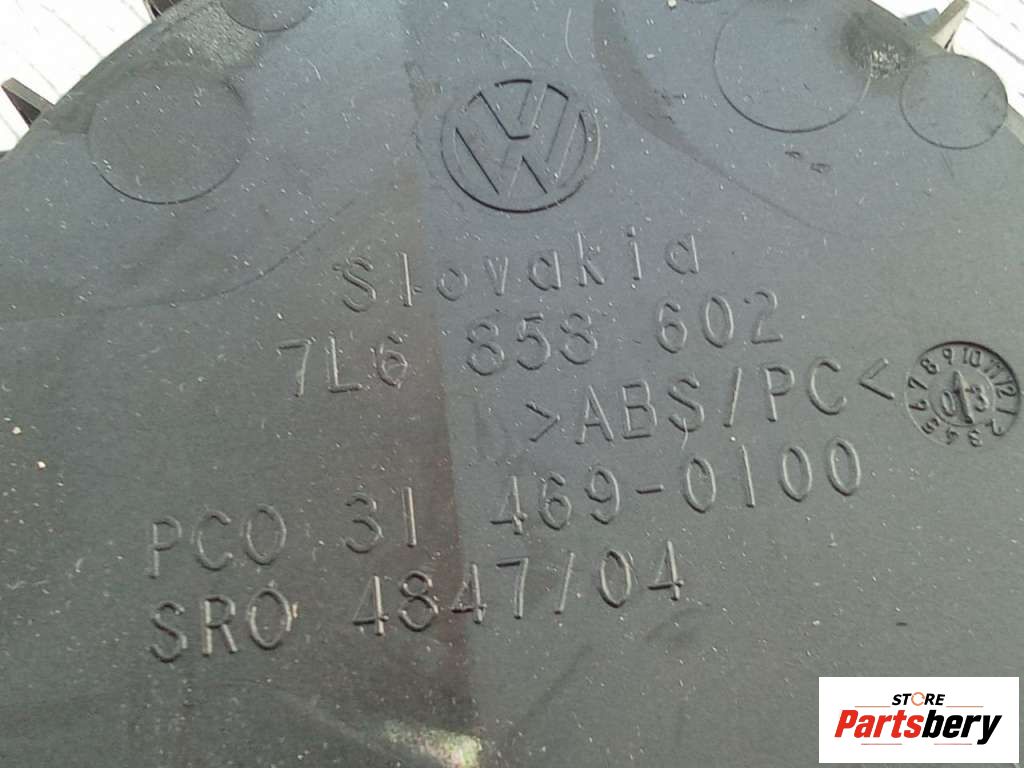 Slovakia
7L6 858 602
>ABS/PC<
PCO 31 469-0100
SRO 4847/04
STORE
Partsbery